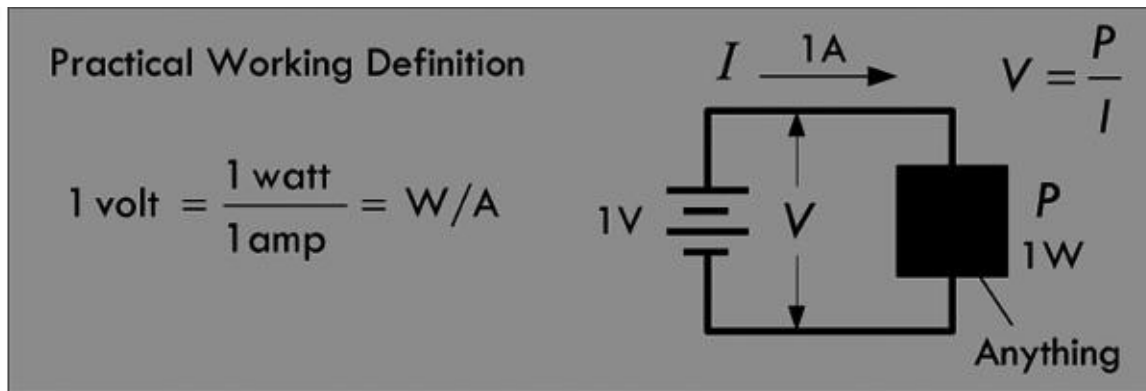 Practical Working Definition
1 volt = 1 watt / 1 amp = W/A
I 1A
V = P / I
1V
V
P
1W
Anything